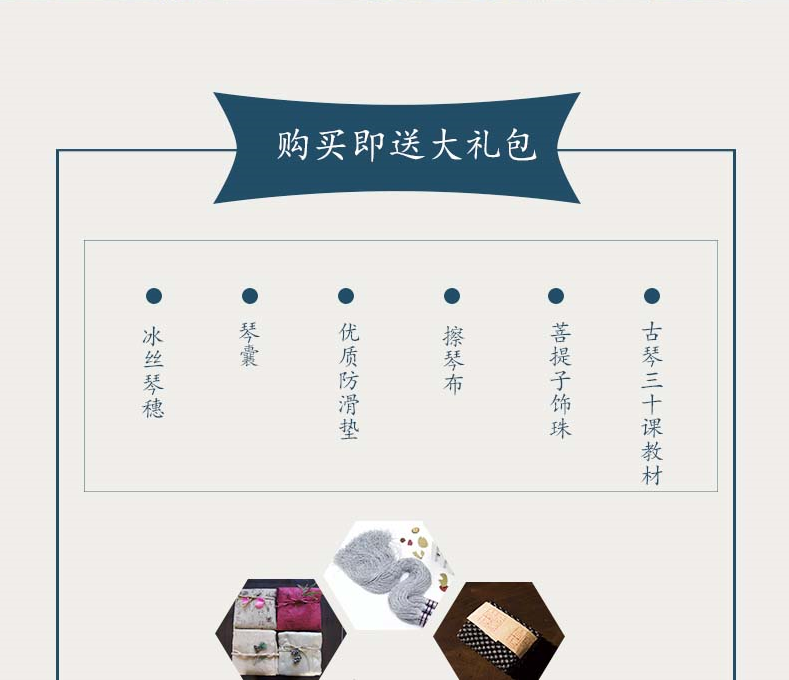 购买即送大礼包
冰丝琴穗
琴囊
优质防滑垫
擦琴布
菩提子饰珠
古琴三十课教材